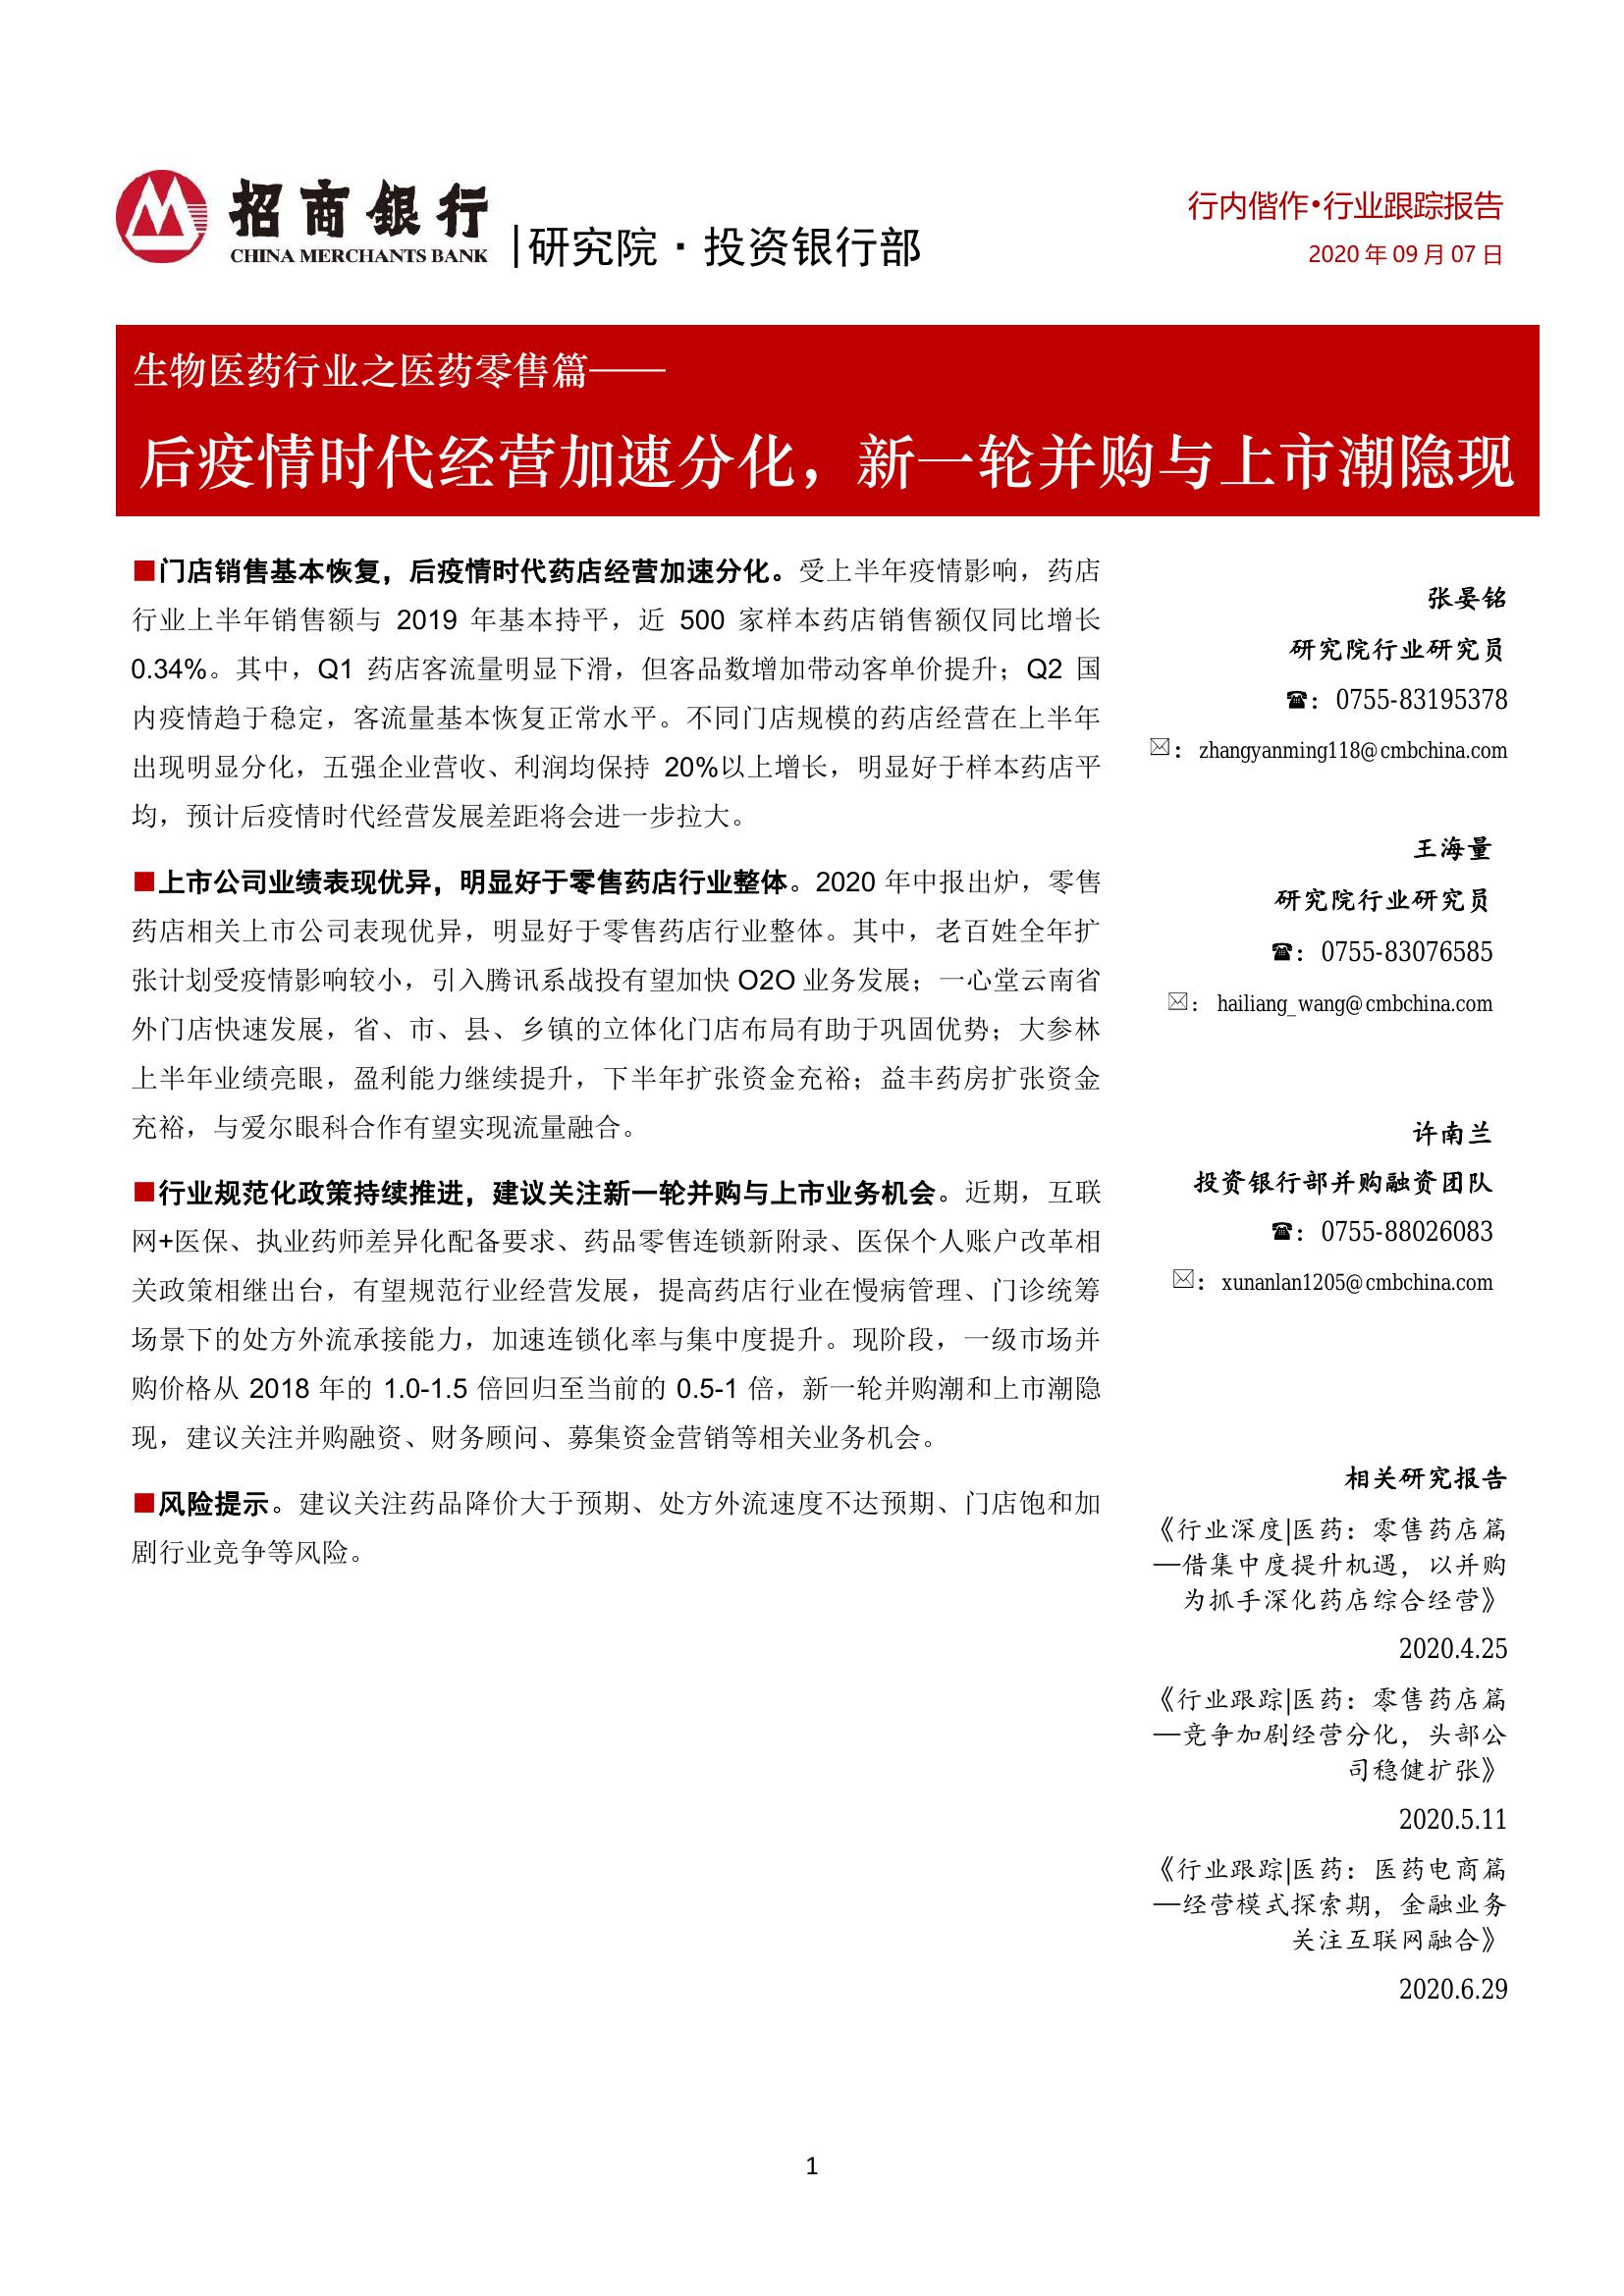 招商银行
CHINA MERCHANTS BANK
|研究院·投资银行部
行内偕作•行业跟踪报告
2020 年 09 月 07 日
生物医药行业之医药零售篇——
后疫情时代经营加速分化，新一轮并购与上市潮隐现
■门店销售基本恢复，后疫情时代药店经营加速分化。受上半年疫情影响，药店
行业上半年销售额与 2019 年基本持平，近 500 家样本药店销售额仅同比增长
0.34%。其中，Q1 药店客流量明显下滑，但客品数增加带动客单价提升；Q2 国
内疫情趋于稳定，客流量基本恢复正常水平。不同门店规模的药店经营在上半年
出现明显分化，五强企业营收、利润均保持 20%以上增长，明显好于样本药店平
均，预计后疫情时代经营发展差距将会进一步拉大。
■上市公司业绩表现优异，明显好于零售药店行业整体。2020 年中报出炉，零售
药店相关上市公司表现优异，明显好于零售药店行业整体。其中，老百姓全年扩
张计划受疫情影响较小，引入腾讯系战投有望加快 O2O 业务发展；一心堂云南省
外门店快速发展，省、市、县、乡镇的立体化门店布局有助于巩固优势；大参林
上半年业绩亮眼，盈利能力继续提升，下半年扩张资金充裕；益丰药房扩张资金
充裕，与爱尔眼科合作有望实现流量融合。
■行业规范化政策持续推进，建议关注新一轮并购与上市业务机会。近期，互联
网+医保、执业药师差异化配备要求、药品零售连锁新附录、医保个人账户改革相
关政策相继出台，有望规范行业经营发展，提高药店行业在慢病管理、门诊统筹
场景下的处方外流承接能力，加速连锁化率与集中度提升。现阶段，一级市场并
购价格从 2018 年的 1.0-1.5 倍回归至当前的 0.5-1 倍，新一轮并购潮和上市潮隐
现，建议关注并购融资、财务顾问、募集资金营销等相关业务机会。
■风险提示。建议关注药品降价大于预期、处方外流速度不达预期、门店饱和加
剧行业竞争等风险。
张晏铭
研究院行业研究员
☎：0755-83195378
✉：zhangyanming118@cmbchina.com
王海量
研究院行业研究员
☎：0755-83076585
✉：hailiang_wang@cmbchina.com
许南兰
投资银行部并购融资团队
☎：0755-88026083
✉：xunanlan1205@cmbchina.com
相关研究报告
《行业深度|医药：零售药店篇
—借集中度提升机遇，以并购
为抓手深化药店综合经营》
2020.4.25
《行业跟踪|医药：零售药店篇
—竞争加剧经营分化，头部公
司稳健扩张》
2020.5.11
《行业跟踪|医药：医药电商篇
—经营模式探索期，金融业务
关注互联网融合》
2020.6.29
1